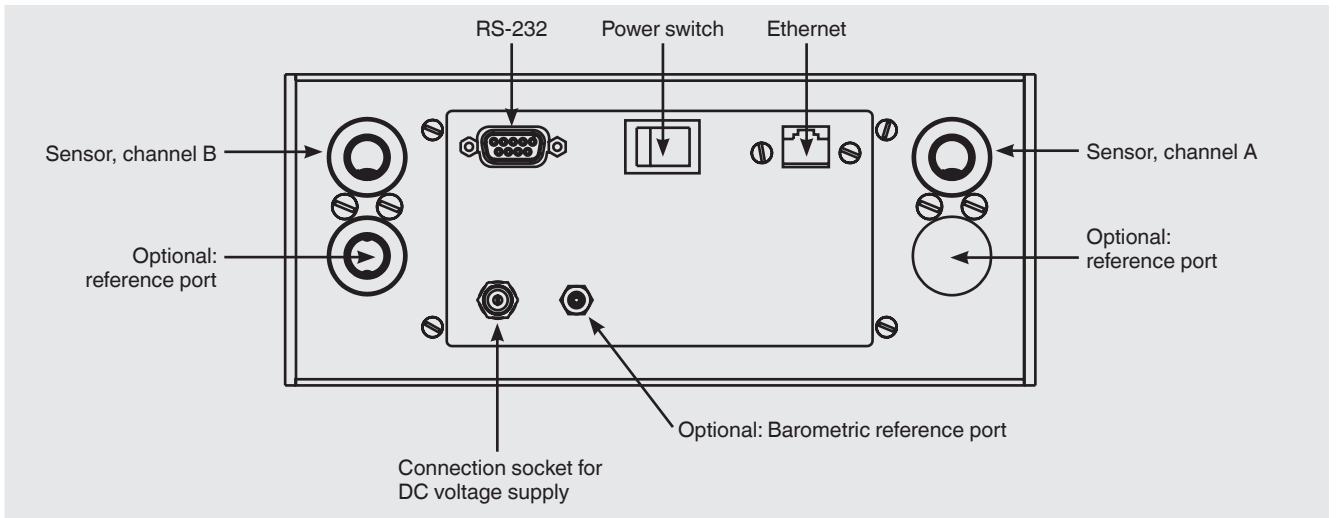 RS-232
Power switch
Ethernet
Sensor, channel B
Sensor, channel A
Optional:
reference port
Optional:
reference port
Optional: Barometric reference port
Connection socket for
DC voltage supply